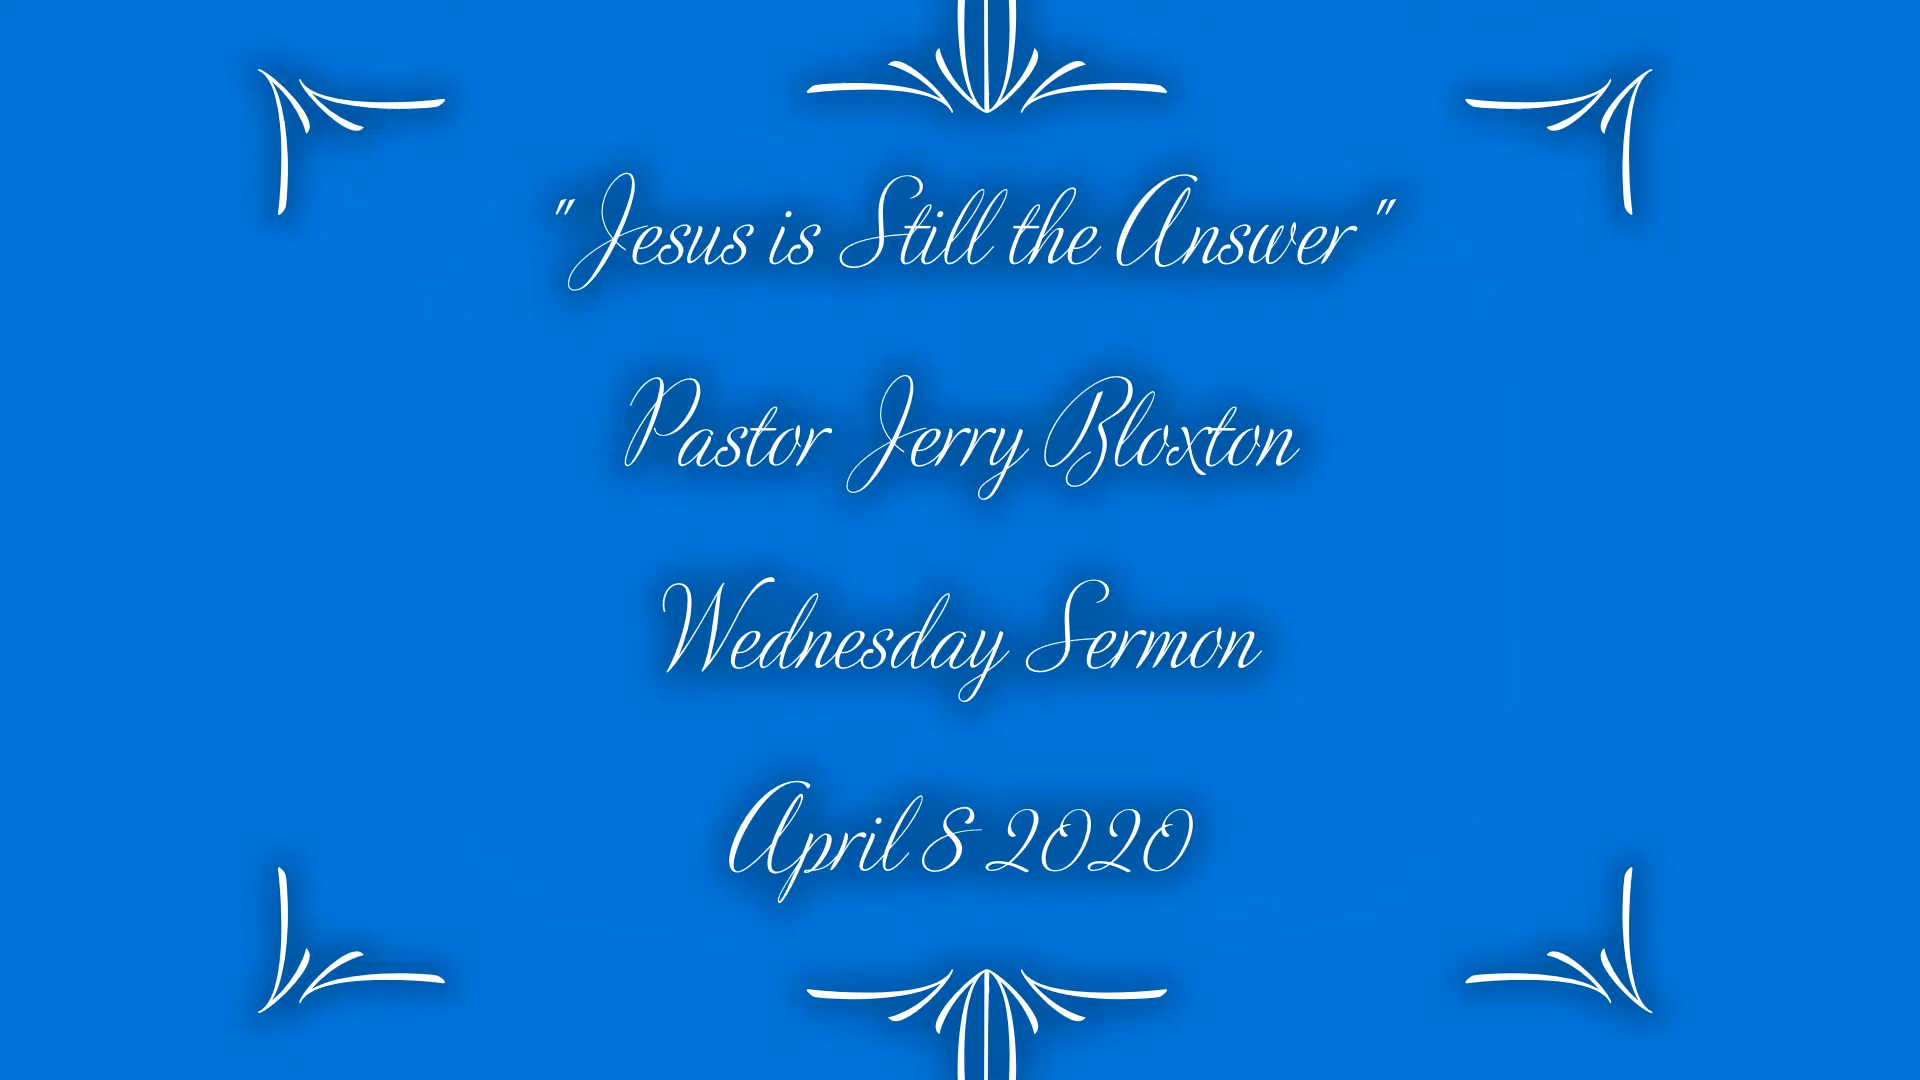 "Jesus is Still the Answer"
Pastor Jerry Bloxton
Wednesday Sermon
April 8 2020